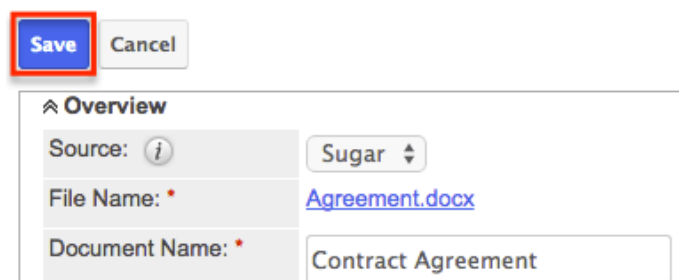 Save Cancel
Overview
Source: i Sugar
File Name: * Agreement.docx
Document Name: * Contract Agreement